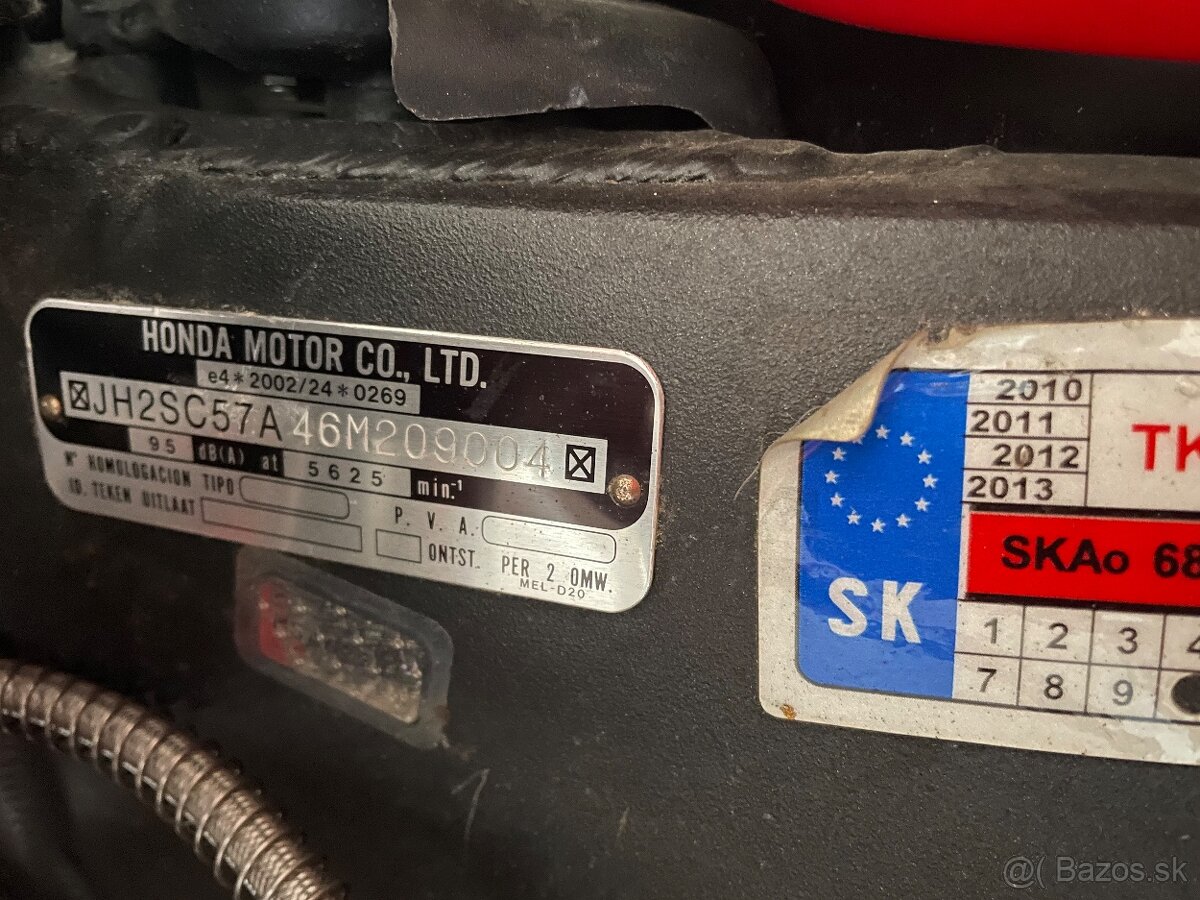 HONDA MOTOR CO., LTD.
e4*2002/24*0269
JH2SC57A46M209004
95 dB(A) at 5625 min.-¹
Nº HOMOLOGACION TIPO
ID. TEKEN UITLAAT
P. V. A.
ONTST. PER 2 OMW.
MEL-D20
2010
2011
2012
2013
TK
SKAo 68
SK
1 2 3 4
7 8 9
@( Bazos.sk